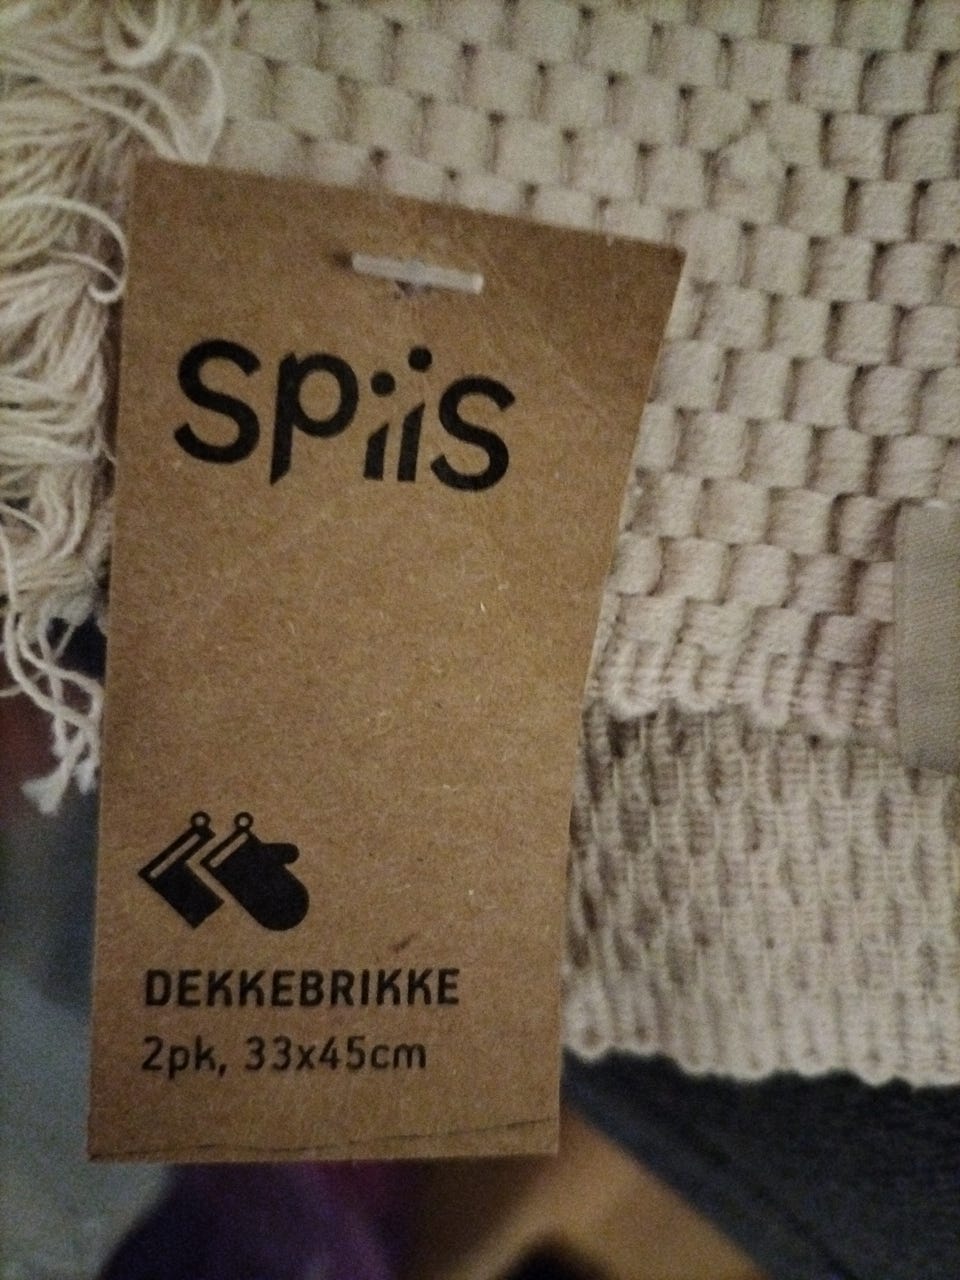 spiis
DEKKEBRIKKE
2pk, 33x45cm